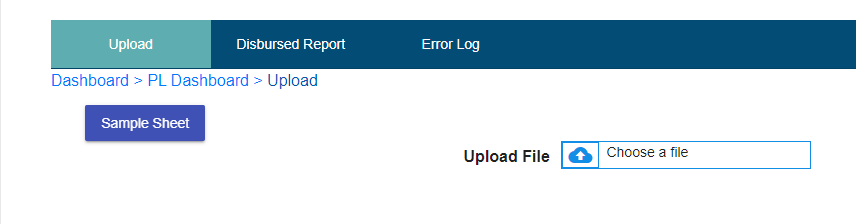 Upload Disbursed Report Error Log
Dashboard > PL Dashboard > Upload
Sample Sheet
Upload File Choose a file